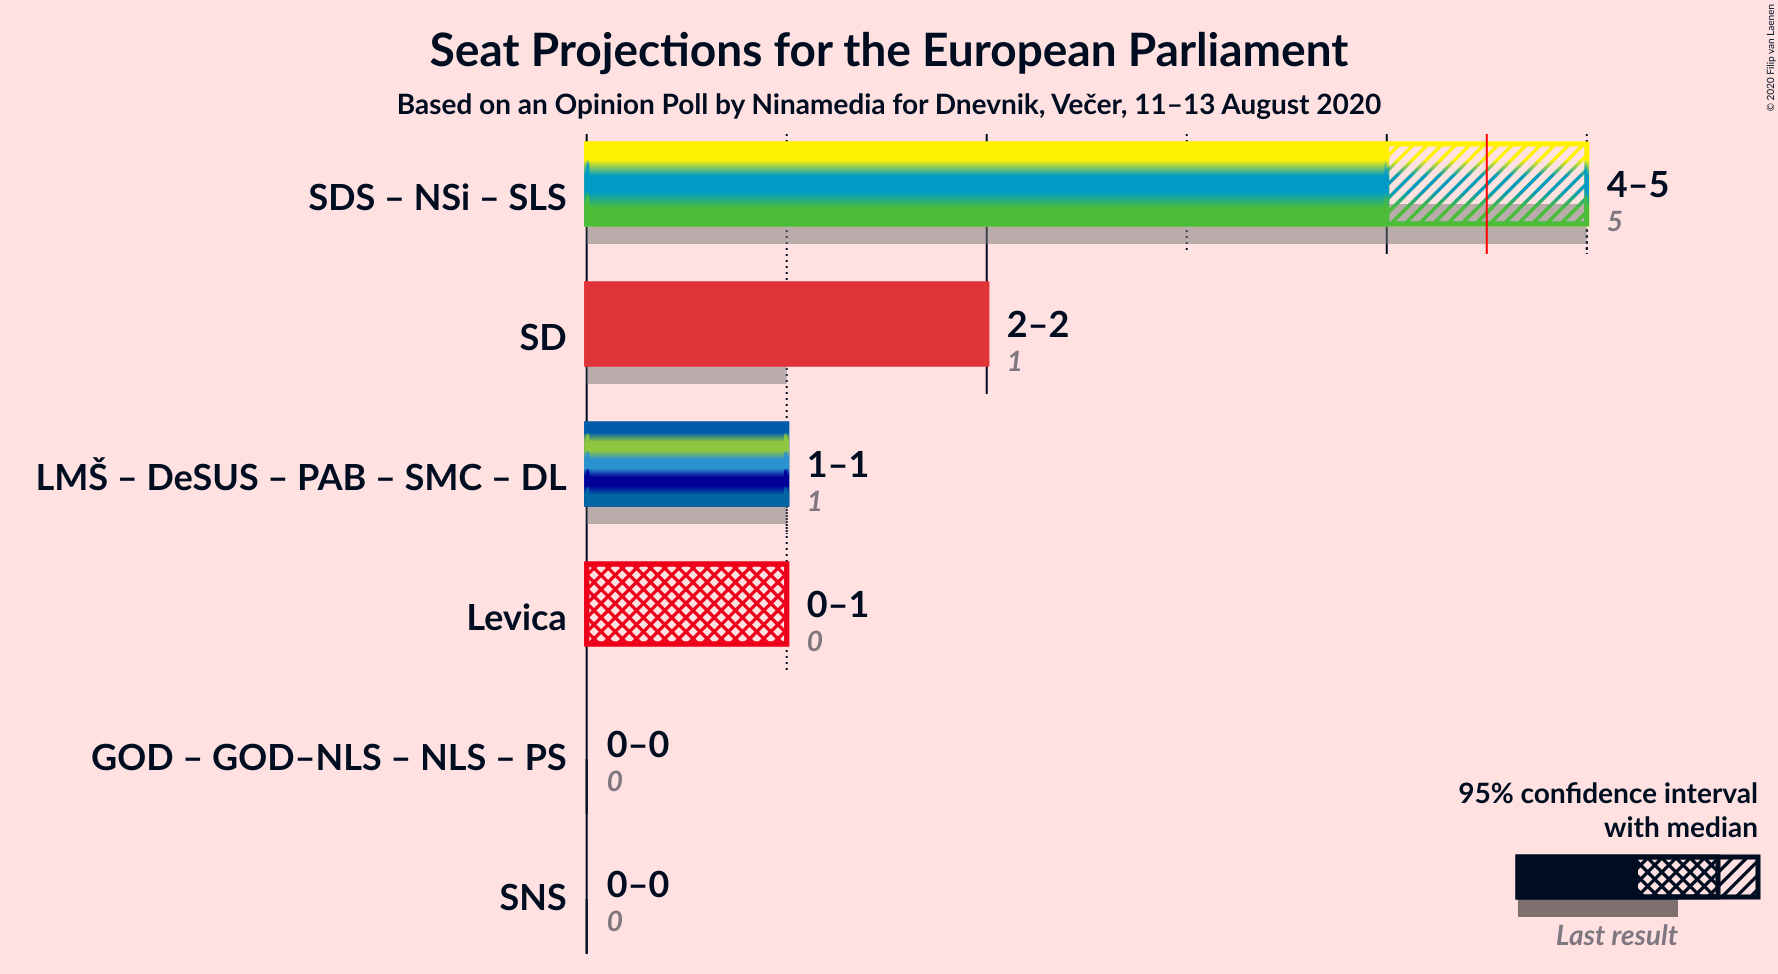 Seat Projections for the European Parliament
Based on an Opinion Poll by Ninamedia for Dnevnik, Večer, 11–13 August 2020
© 2020 Filip van Laenen
SDS – NSi – SLS
4–5
5
SD
2–2
1
LMŠ – DeSUS – PAB – SMC – DL
1–1
1
Levica
0–1
0
GOD – GOD–NLS – NLS – PS
0–0
0
SNS
0–0
0
95% confidence interval
with median
Last result